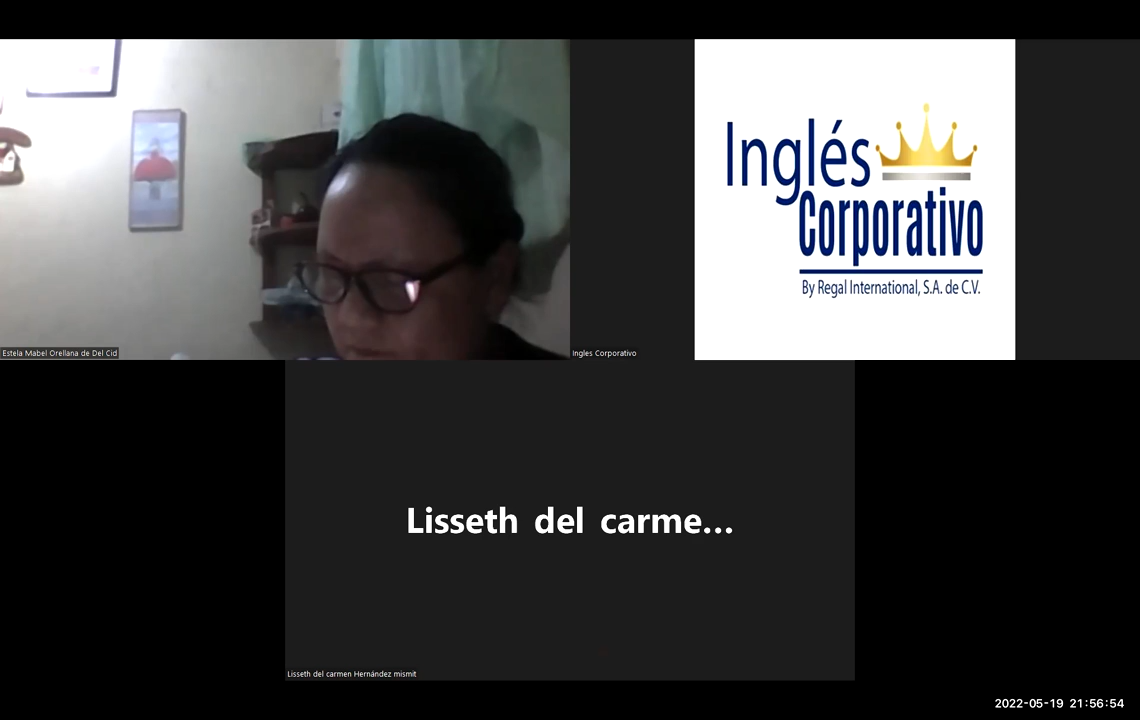 Inglés
Corporativo
By Regal International, S.A. de C.V.
Estela Mabel Orellana de Del Cid
Ingles Corporativo
Lisseth del carme...
Lisseth del carmen Hernández mismit
2022-05-19 21:56:54